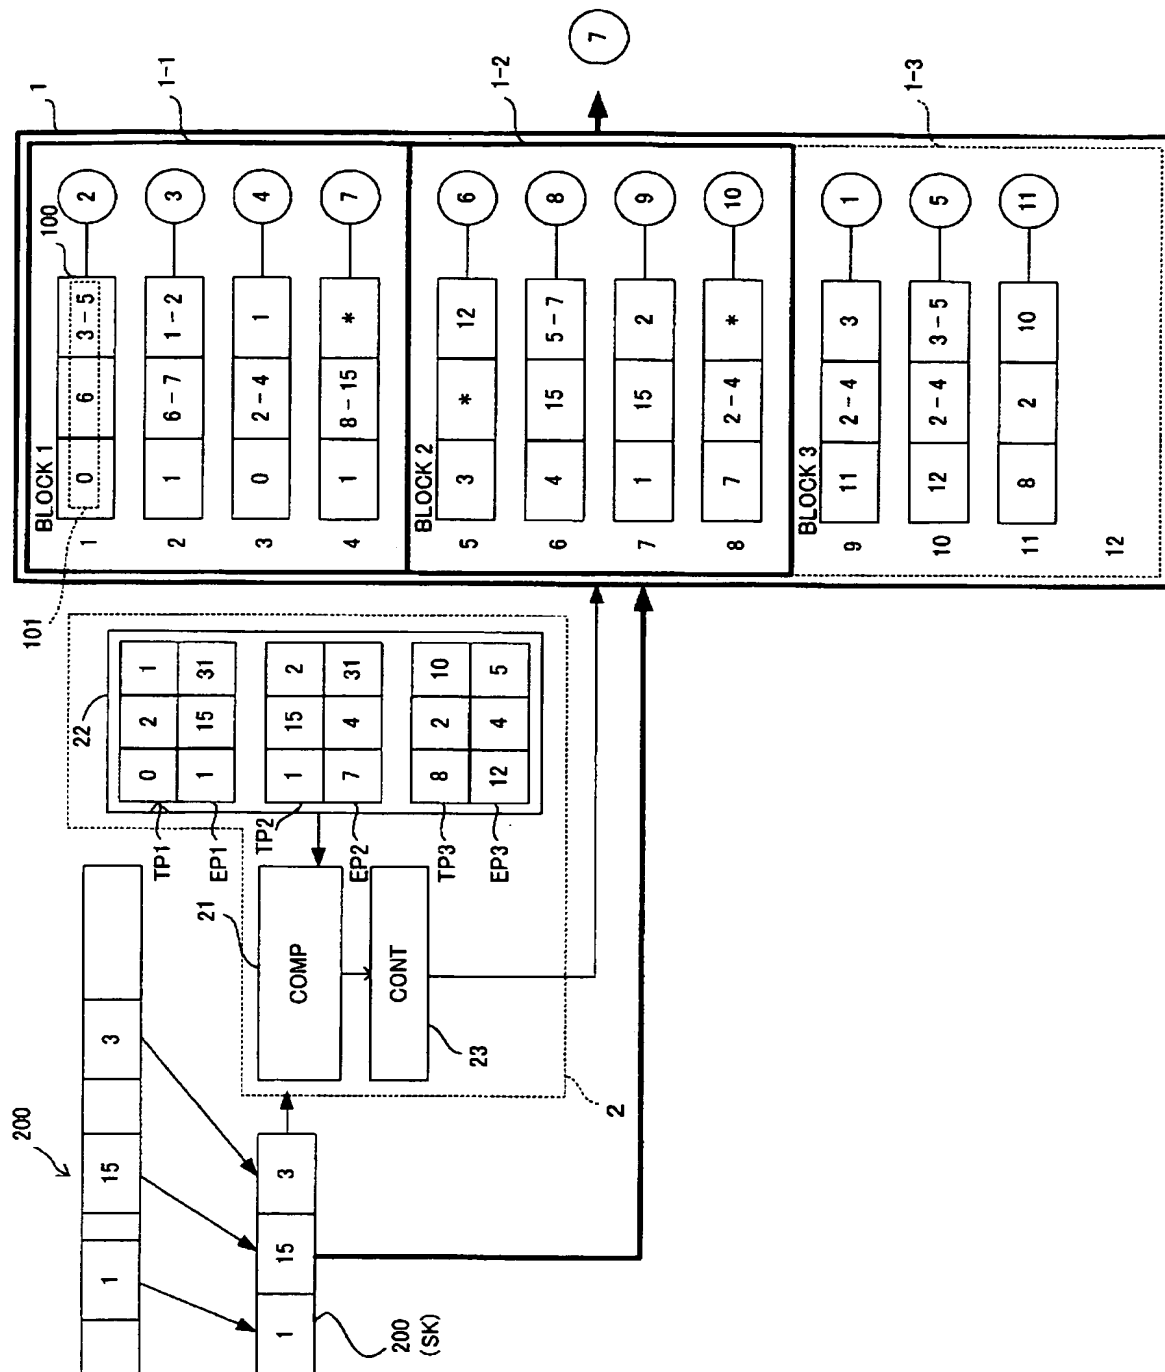 200
1 15 3
1 15 3
200
(SK)
21
COMP
CONT
23
2
22
TP1 0 2 1
EP1 1 15 31
TP2 1 15 2
EP2 7 4 31
TP3 8 2 10
EP3 12 4 5
1
101
100
BLOCK 1
1-1
1 0 6 3-5 2
2 1 6-7 1-2 3
3 0 2-4 1 4
4 1 8-15 * 7
BLOCK 2
1-2
5 3 * 12 6
6 4 15 5-7 8
7 1 15 2 9
8 7 2-4 * 10
7
BLOCK 3
1-3
9 11 2-4 3 1
10 12 2-4 3-5 5
11 8 2 10 11
12